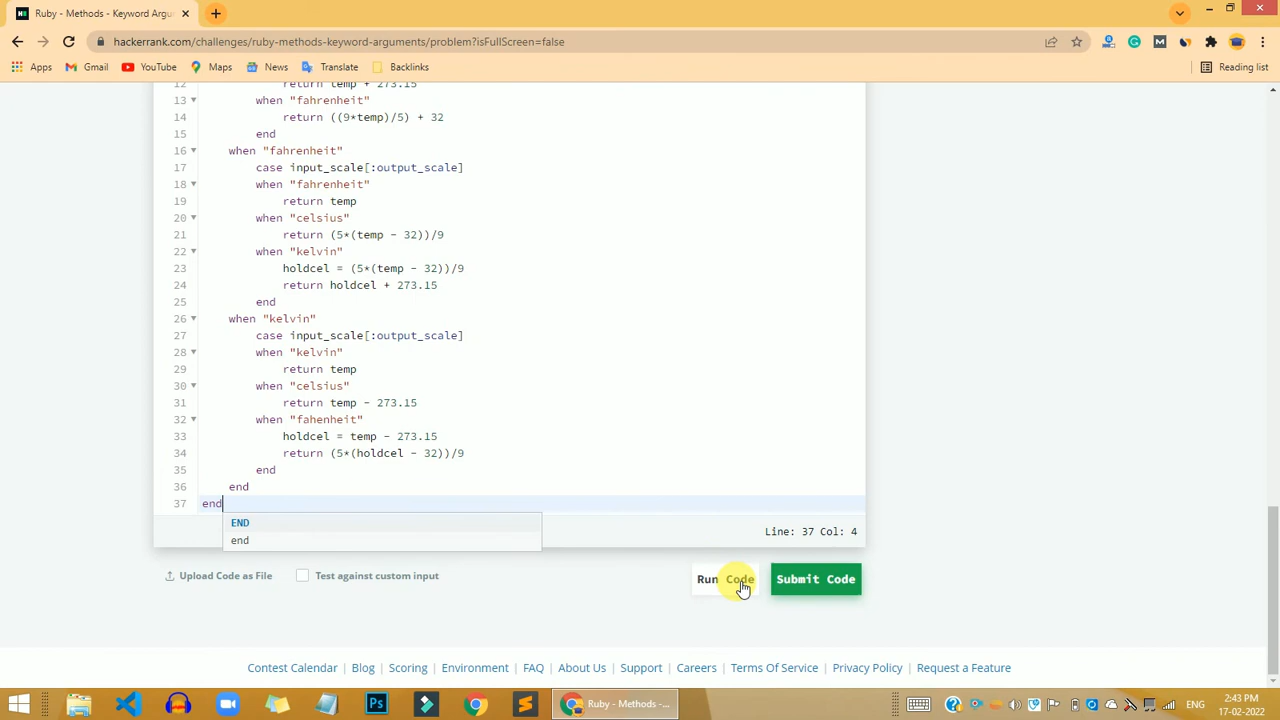 Ruby - Methods - Keyword Argu
hackerrank.com/challenges/ruby-methods-keyword-arguments/problem?isFullScreen=false
Apps Gmail YouTube Maps News Translate Backlinks Reading list
12 return temp + 273.15
13 when "fahrenheit"
14 return ((9*temp)/5) + 32
15 end
16 when "fahrenheit"
17 case input_scale[:output_scale]
18 when "fahrenheit"
19 return temp
20 when "celsius"
21 return (5*(temp - 32))/9
22 when "kelvin"
23 holdcel = (5*(temp - 32))/9
24 return holdcel + 273.15
25 end
26 when "kelvin"
27 case input_scale[:output_scale]
28 when "kelvin"
29 return temp
30 when "celsius"
31 return temp - 273.15
32 when "fahenheit"
33 holdcel = temp - 273.15
34 return (5*(holdcel - 32))/9
35 end
36 end
37 end
END
end
Line: 37 Col: 4
Upload Code as File Test against custom input Run Code Submit Code
Contest Calendar | Blog | Scoring | Environment | FAQ | About Us | Support | Careers | Terms Of Service | Privacy Policy | Request a Feature
Ruby - Methods -...
ENG
2:43 PM
17-02-2022